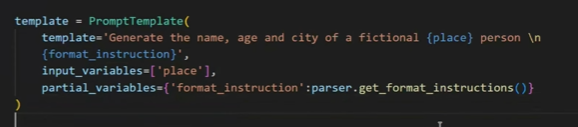 template = PromptTemplate(
    template='Generate the name, age and city of a fictional {place} person \n
    {format_instruction}',
    input_variables=['place'],
    partial_variables={'format_instruction':parser.get_format_instructions()}
)